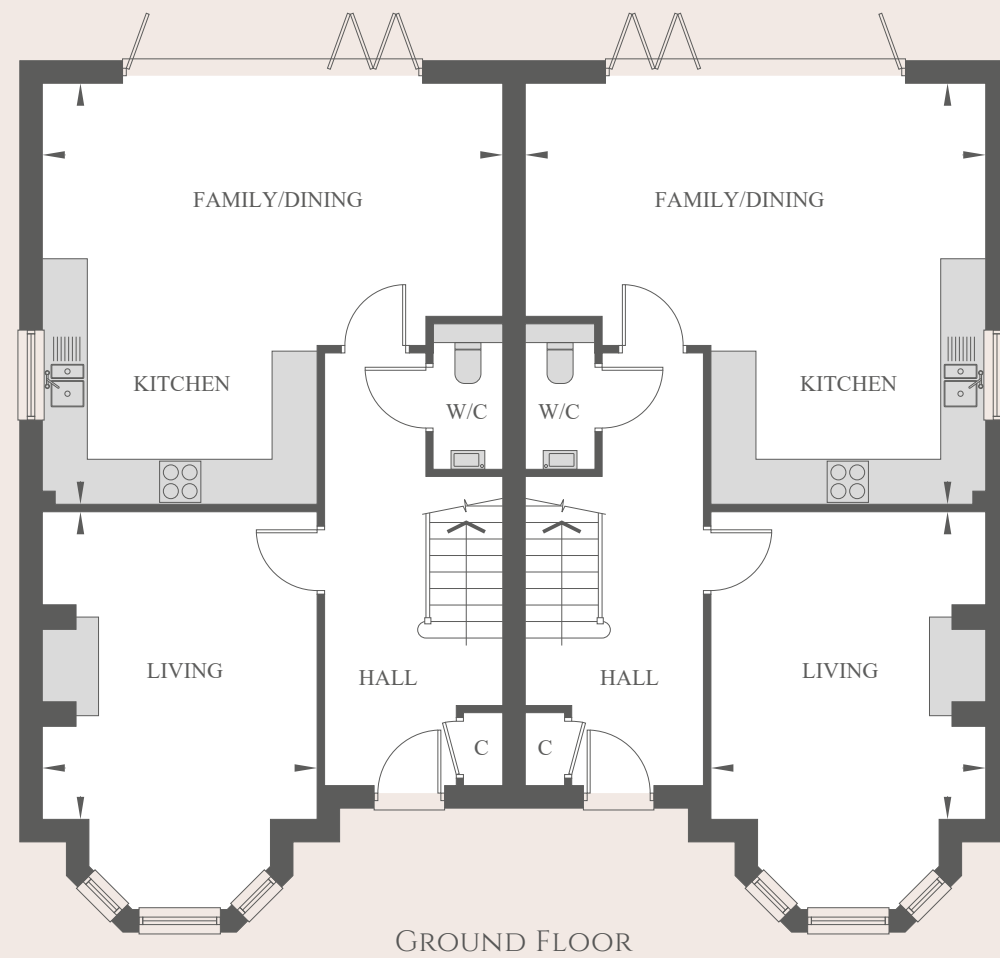 FAMILY/DINING FAMILY/DINING
KITCHEN KITCHEN
W/C W/C
LIVING LIVING
HALL HALL
C C
GROUND FLOOR